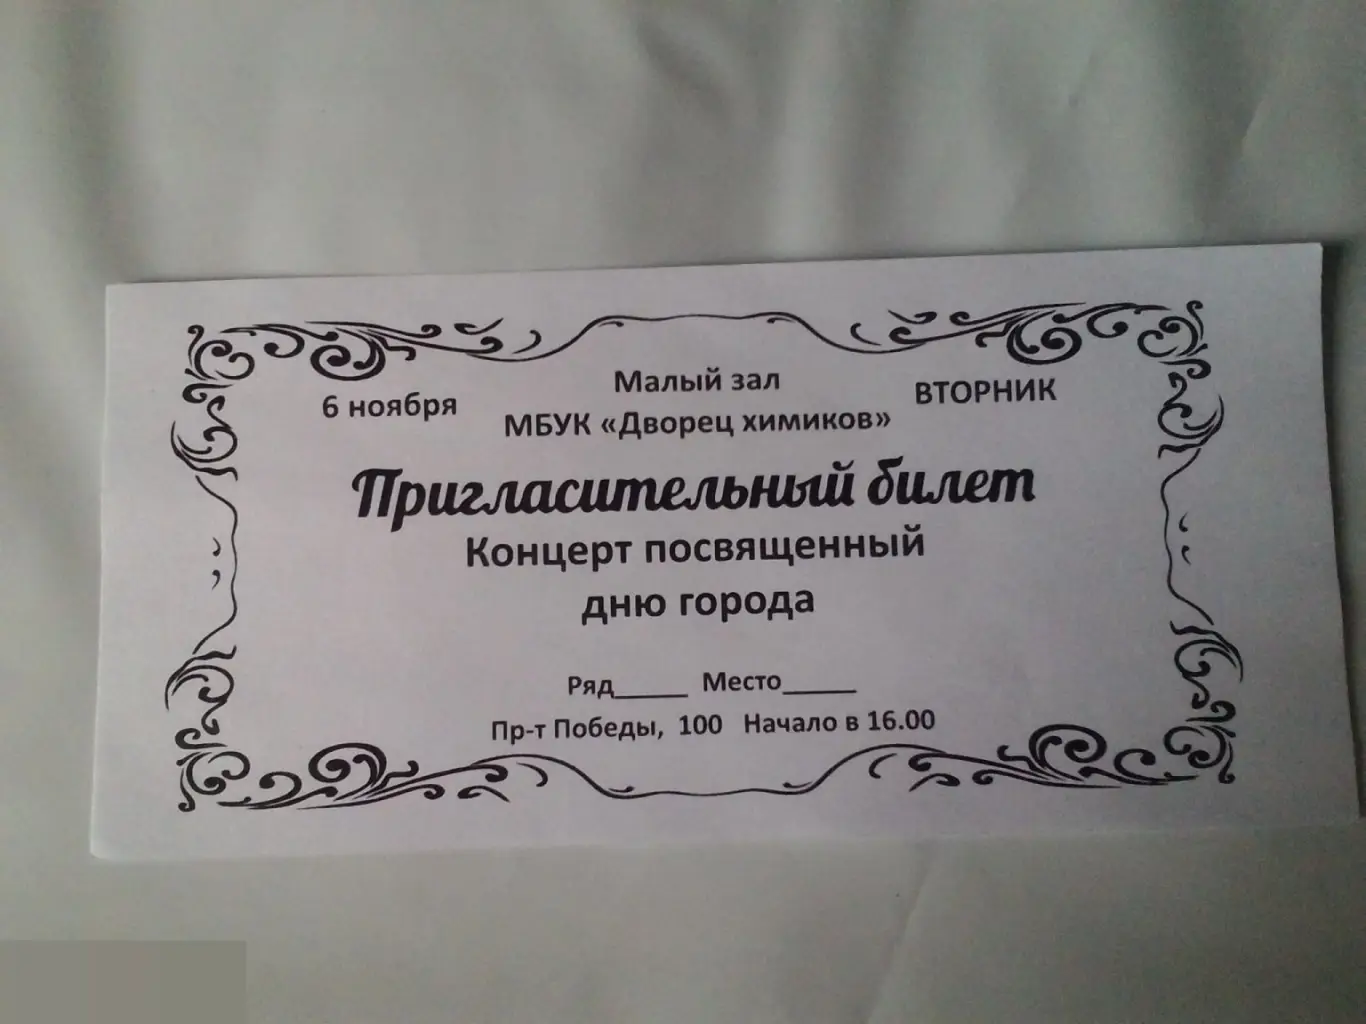 6 ноября
Малый зал
ВТОРНИК
МБУК «Дворец химиков»
Пригласительный билет
Концерт посвященный
дню города
Ряд_____ Место_____
Пр-т Победы, 100 Начало в 16.00